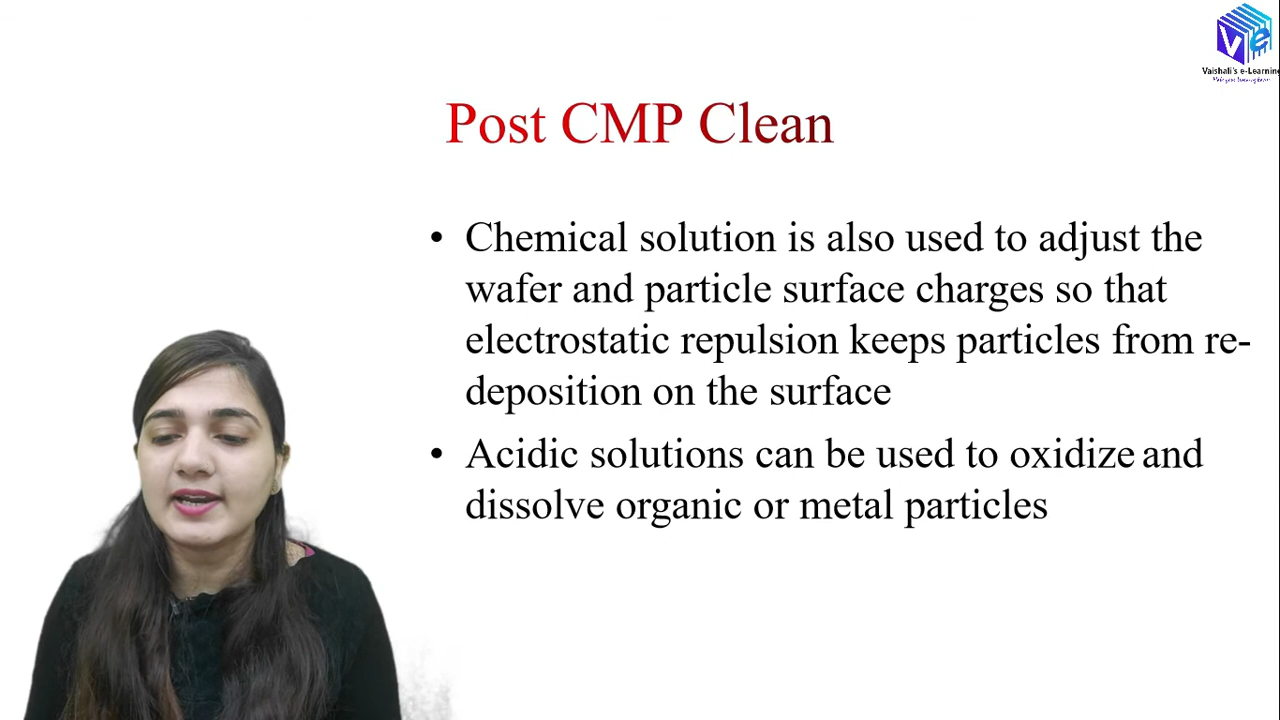 Ve
Vaishali's e-Learning
Post CMP Clean
• Chemical solution is also used to adjust the
wafer and particle surface charges so that
electrostatic repulsion keeps particles from re-
deposition on the surface
• Acidic solutions can be used to oxidize and
dissolve organic or metal particles